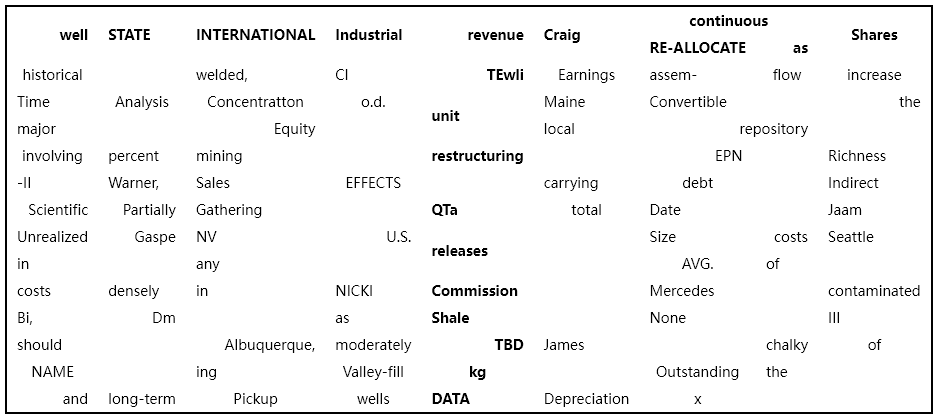 continuous
well STATE INTERNATIONAL Industrial revenue Craig Shares
RE-ALLOCATE as
historical welded, CI TEwli Earnings assem- flow increase
Time Analysis Concentratton o.d. Maine Convertible the
unit
major Equity local repository
involving percent mining restructuring EPN Richness
-II Warner, Sales EFFECTS carrying debt Indirect
Scientific Partially Gathering QTa total Date Jaam
Unrealized Gaspe NV U.S. Size costs Seattle
releases
in any AVG. of
costs densely in NICKI Commission Mercedes contaminated
Bi, Dm as Shale None III
should Albuquerque, moderately TBD James chalky of
NAME ing Valley-fill kg Outstanding the
and long-term Pickup wells DATA Depreciation x